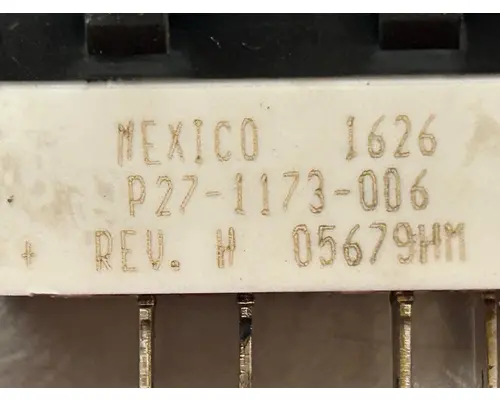 MEXICO 1626
P27-1173-006
+ REV. H 05679HM